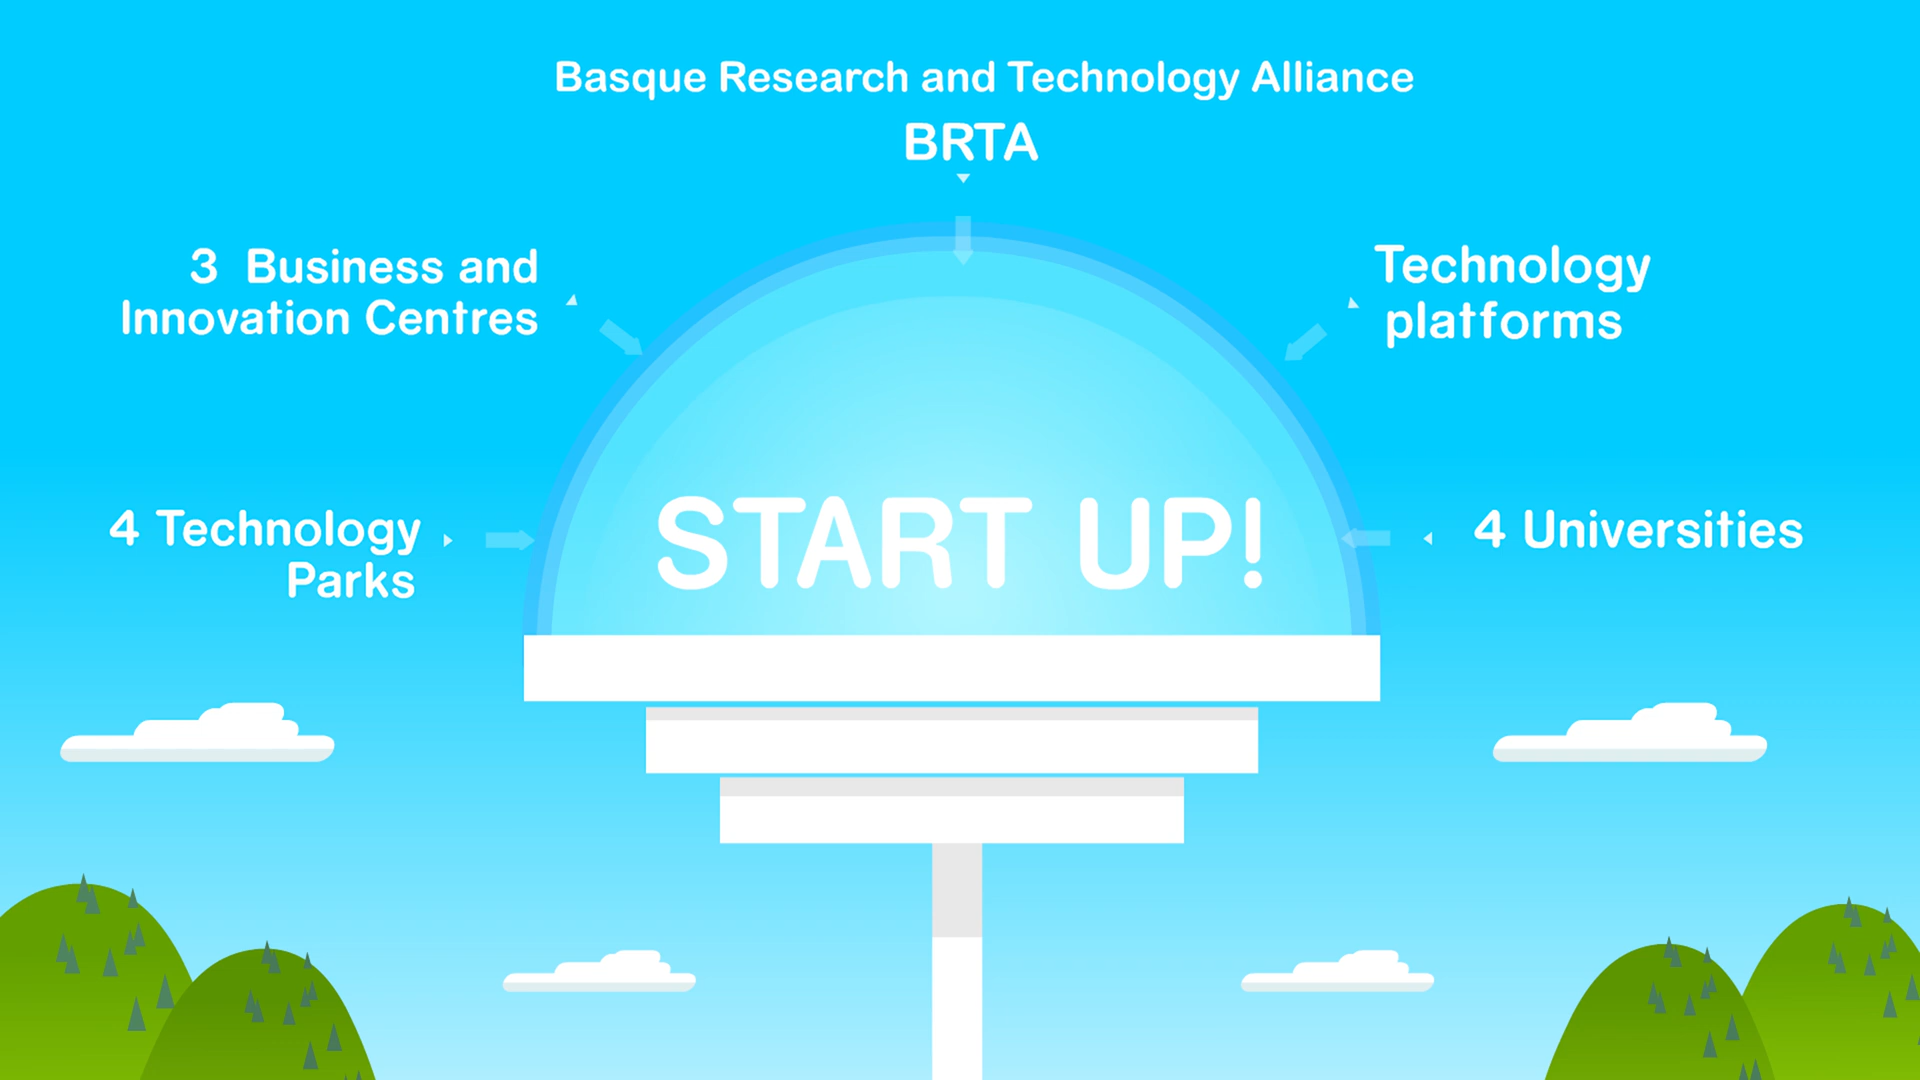 Basque Research and Technology Alliance
BRTA
3 Business and
Innovation Centres
Technology
platforms
4 Technology
Parks
START UP!
4 Universities